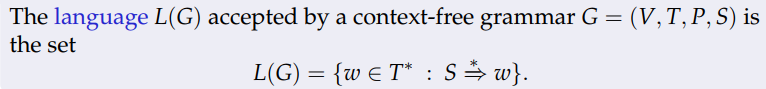 The language L(G) accepted by a context-free grammar G = (V, T, P, S) is
the set
L(G) = {w ∈ T* : S ⇒* w}.